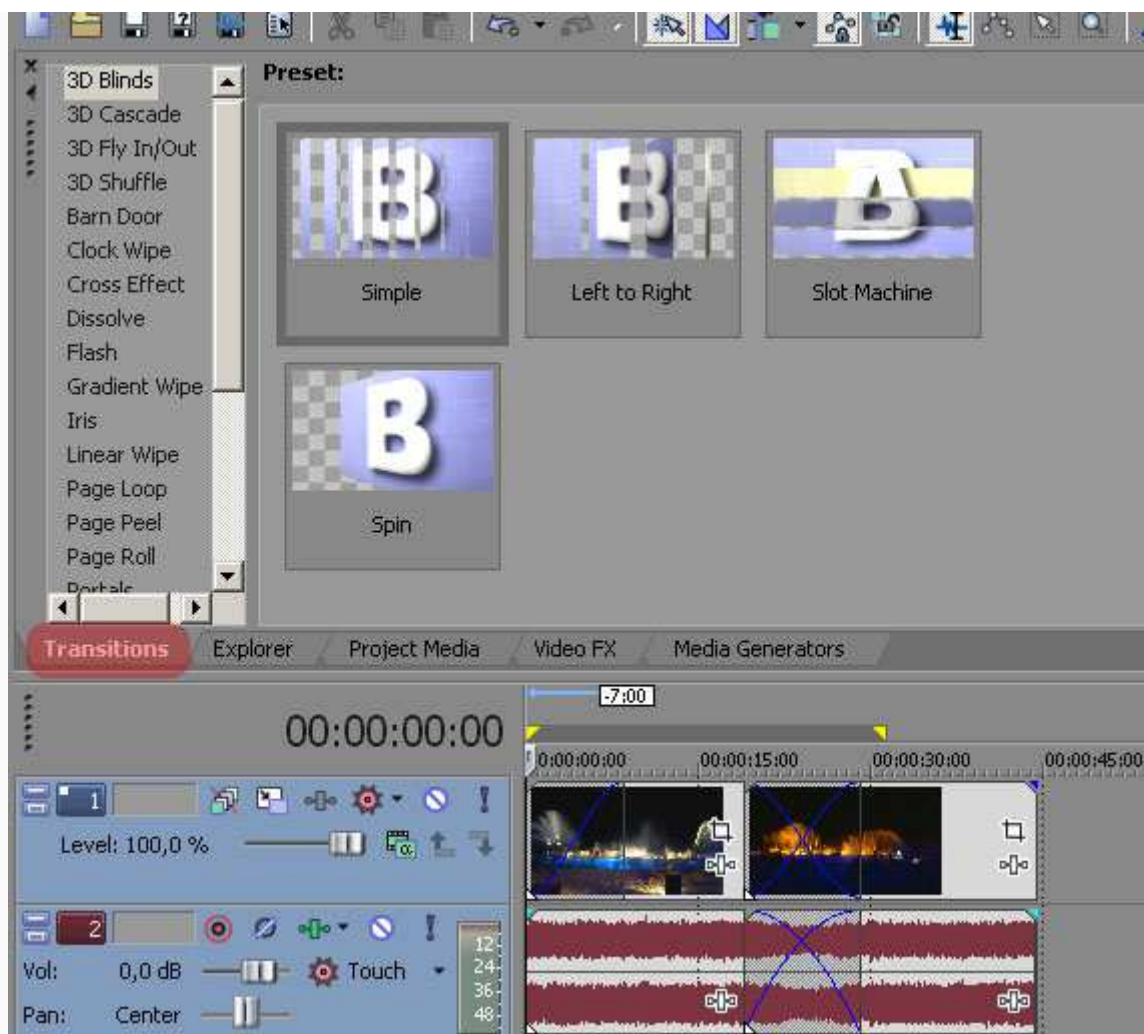 3D Blinds
3D Cascade
3D Fly In/Out
3D Shuffle
Barn Door
Clock Wipe
Cross Effect
Dissolve
Flash
Gradient Wipe
Iris
Linear Wipe
Page Loop
Page Peel
Page Roll
Portals
Preset:
Simple
Left to Right
Slot Machine
Spin
Transitions
Explorer
Project Media
Video FX
Media Generators
-7:00
00:00:00:00
0:00:00:00
00:00:15:00
00:00:30:00
00:00:45:00
1
Level: 100,0 %
2
Vol: 0,0 dB
Touch
Pan: Center
12
24
36
48